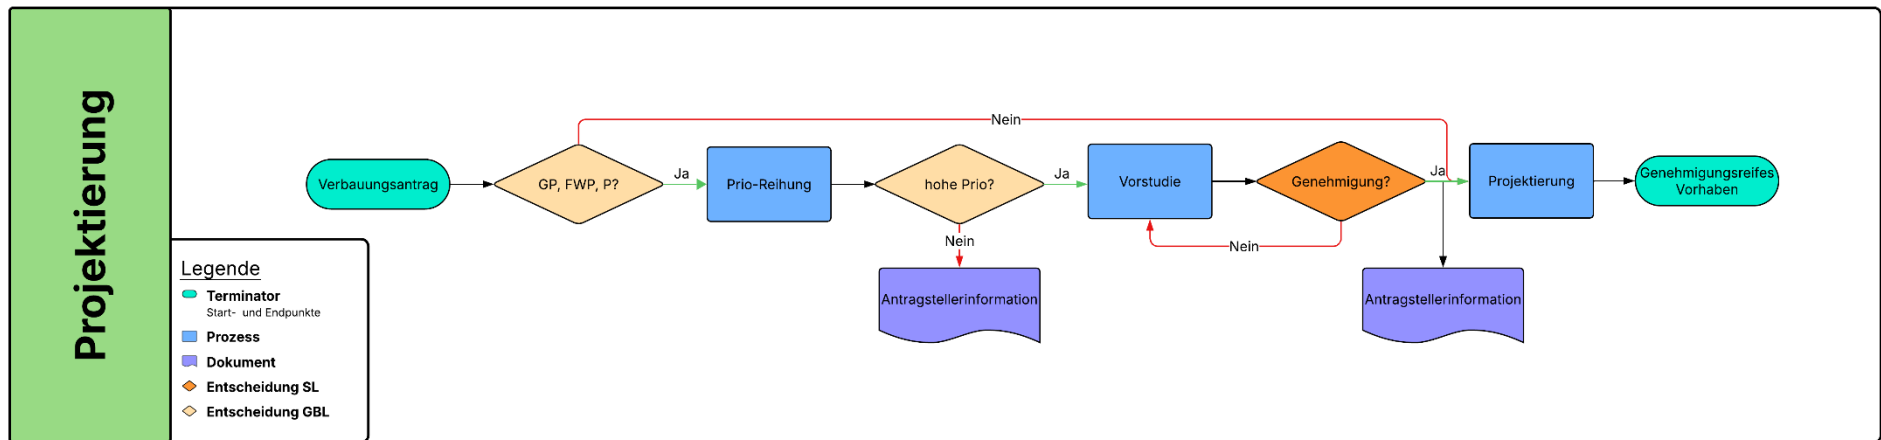 Projektierung
Nein
Verbauungsantrag
GP, FWP, P?
Ja
Prio-Reihung
hohe Prio?
Ja
Vorstudie
Genehmigung?
Ja
Projektierung
Genehmigungsreifes
Vorhaben
Nein
Nein
Antragstellerinformation
Antragstellerinformation
Legende
Terminator
Start- und Endpunkte
Prozess
Dokument
Entscheidung SL
Entscheidung GBL